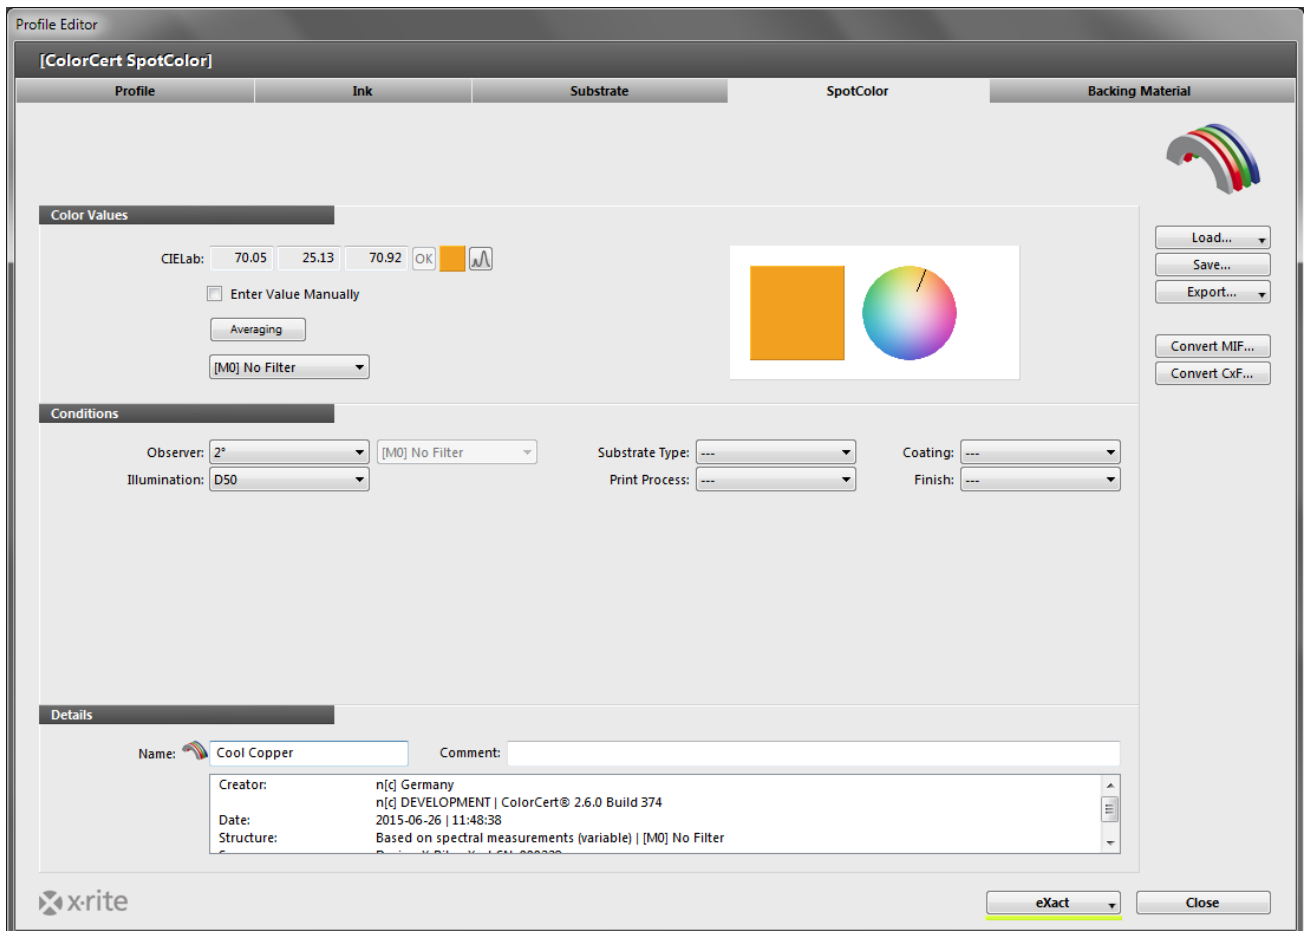 Profile Editor
[ColorCert SpotColor]
Profile Ink Substrate SpotColor Backing Material
Color Values
CIELab: 70.05 25.13 70.92 OK
Enter Value Manually
Averaging
[M0] No Filter
Load...
Save...
Export...
Convert MIF...
Convert CxF...
Conditions
Observer: 2° [M0] No Filter Substrate Type: --- Coating: ---
Illumination: D50 Print Process: --- Finish: ---
Details
Name: Cool Copper Comment:
Creator: n[c] Germany
n[c] DEVELOPMENT | ColorCert® 2.6.0 Build 374
Date: 2015-06-26 | 11:48:38
Structure: Based on spectral measurements (variable) | [M0] No Filter
x·rite eXact Close